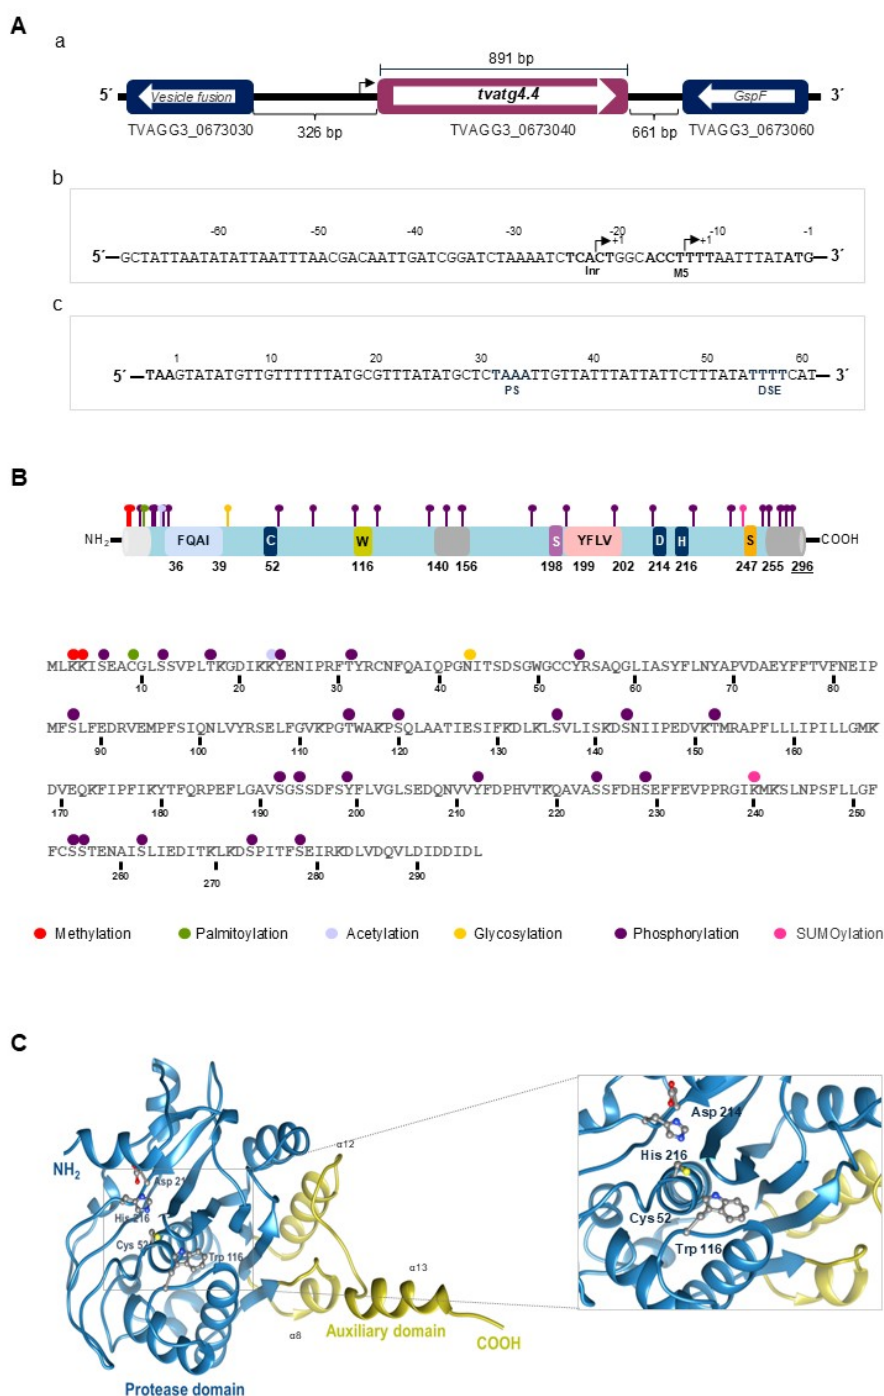 A
a
891 bp
5´ Vesicle fusion tvatg4.4 GspF 3´
TVAGG3_0673030 326 bp TVAGG3_0673040 661 bp TVAGG3_0673060
b
-60 -50 -40 -30 -20 -10 -1
+1 +1
5´ GCTATTAATATATTAATTTAACGACAATTGATCGGATCTAAAATCTCACTGGCACCTTTTAATTTATATG 3´
Inr M5
c
1 10 20 30 40 50 60
5´ TAAGTATATGTTGTTTTTTATGCGTTTATATGCTCTAAATTGTTATTTATTATTCTTTATATTTTCAT 3´
PS DSE
B
NH2 FQAI C W S YFLV D H S COOH
36 39 52 116 140 156 198 199 202 214 216 247 255 296
MLKKISEACGLSSVPLTKGDIKKYENIPRFTYRCNFQAIQPGNITSDSGWGCCYRSAQGLIASYFLNYAPVDAEYFFTVFNEIP
10 20 30 40 50 60 70 80
MFSLFEDRVEMPFSIQNLVYRSELFGVKPGTWAKPSQLAATIESIFKDLKLSVLISKDSNIIPEDVKTMRAPFLLLIPILLGMK
90 100 110 120 130 140 150 160
DVEQKFIPFIKYTFQRPEFLGAVSGSSDFSYFLVGLSEDQNVVYFDPHVTKQAVASSFDHSEFFEVPPRGIKMKSLNPSFLLGF
170 180 190 200 210 220 230 240 250
FCSSTENAISLIEDITKLKDSPITFSEIRKDLVDQVLDIDDIDL
260 270 280 290
Methylation Palmitoylation Acetylation Glycosylation Phosphorylation SUMOylation
C
NH2
Asp 214
His 216
Cys 52
Trp 116
α12
α13
α8
Auxiliary domain
COOH
Protease domain
Asp 214
His 216
Cys 52
Trp 116